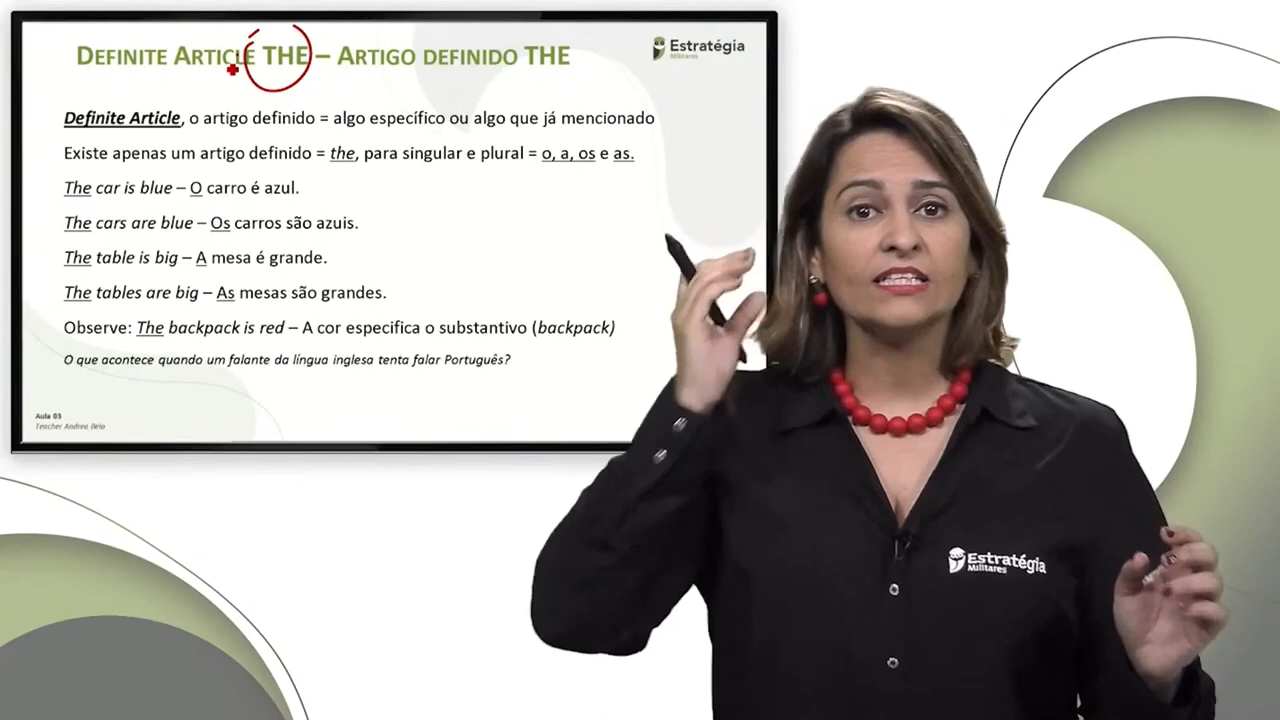 DEFINITE ARTICLE THE – ARTIGO DEFINIDO THE
Estratégia
Militares
Definite Article, o artigo definido = algo específico ou algo que já mencionado
Existe apenas um artigo definido = the, para singular e plural = o, a, os e as.
The car is blue – O carro é azul.
The cars are blue – Os carros são azuis.
The table is big – A mesa é grande.
The tables are big – As mesas são grandes.
Observe: The backpack is red – A cor especifica o substantivo (backpack)
O que acontece quando um falante da língua inglesa tenta falar Português?
Aula 03
Teacher Andrea Belo
Estratégia
Militares